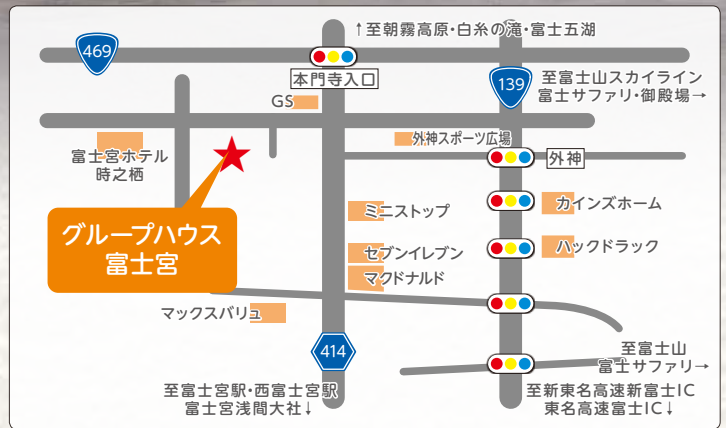 ↑至朝霧高原・白糸の滝・富士五湖
469
本門寺入口
139
至富士山スカイライン
富士サファリ・御殿場→
GS
外神スポーツ広場
富士宮ホテル
時之栖
外神
グループハウス
富士宮
ミニストップ
カインズホーム
セブンイレブン
ハックドラック
マクドナルド
マックスバリュ
414
至富士山
富士サファリ→
至富士宮駅・西富士宮駅
富士宮浅間大社↓
至新東名高速新富士IC
東名高速富士IC↓